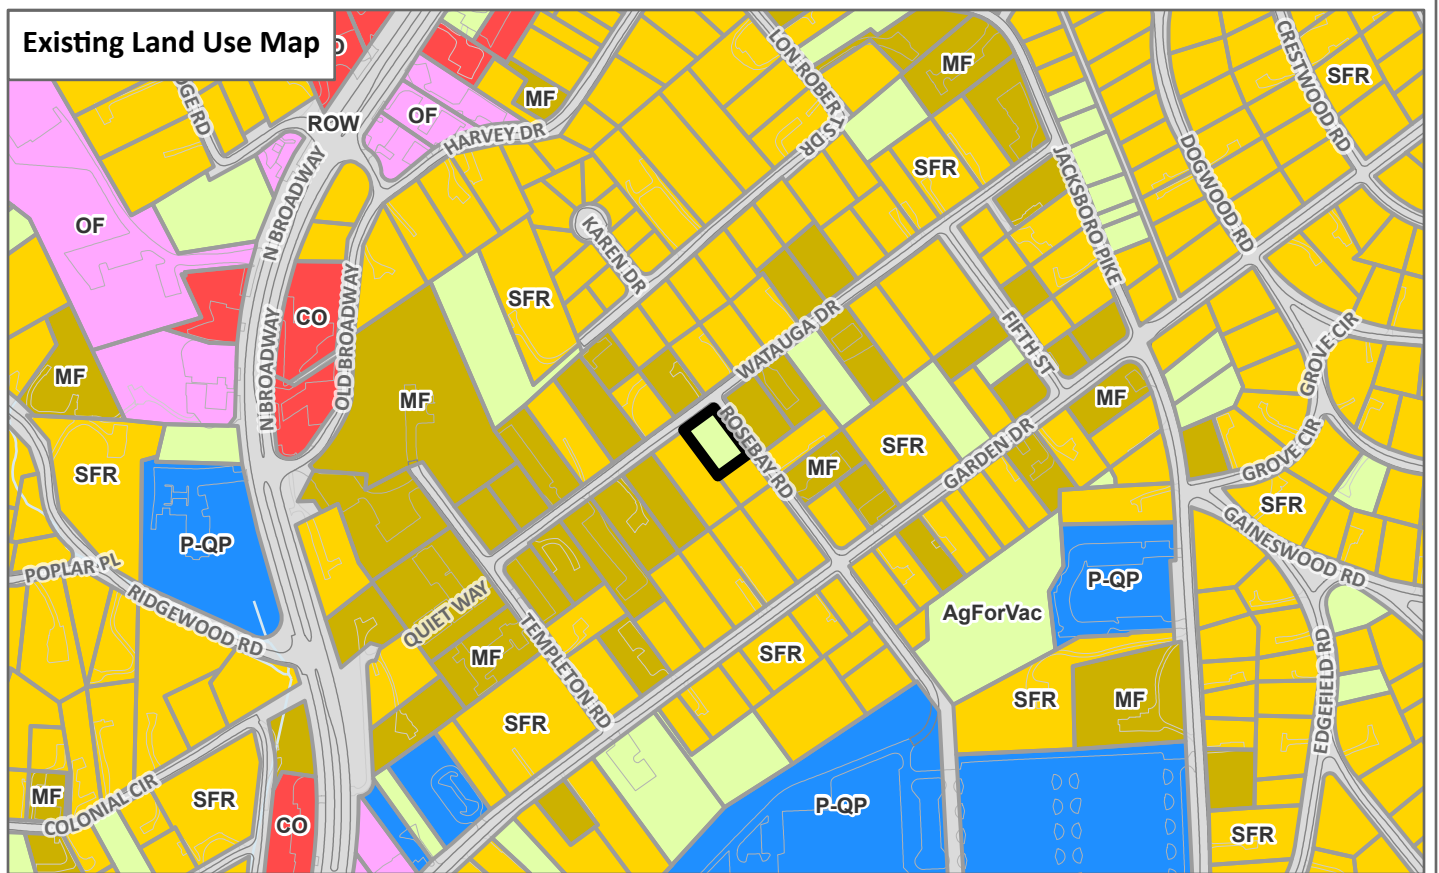 Existing Land Use Map
LON ROBERTS DR
CRESTWOOD RD
MF
SFR
MF
OF
ROW
HARVEY DR
DOGWOOD RD
JACKSBORO PIKE
SFR
N BROADWAY
OF
KAREN DR
SFR
CO
OLD BROADWAY
N BROADWAY
WATAUGA DR
FIFTH ST
GROVE CIR
MF
MF
MF
ROSEBAY RD
SFR
SFR
MF
GARDEN DR
GROVE CIR
SFR
GAINESWOOD RD
P-QP
POPLAR PL
RIDGEWOOD RD
P-QP
AgForVac
QUIET WAY
MF
TEMPLETON RD
SFR
SFR
MF
EDGEFIELD RD
SFR
MF
COLONIAL CIR
SFR
CO
P-QP
SFR